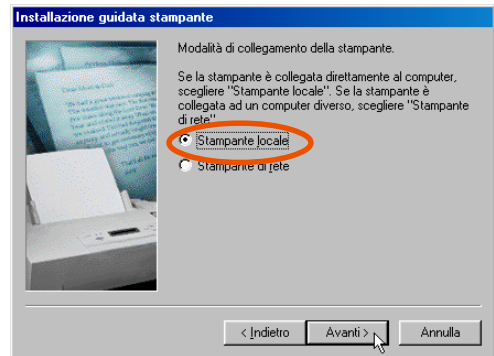 Installazione guidata stampante
Modalità di collegamento della stampante.
Se la stampante è collegata direttamente al computer,
scegliere "Stampante locale". Se la stampante è
collegata ad un computer diverso, scegliere "Stampante
di rete"
Stampante locale
Stampante di rete
< Indietro
Avanti >
Annulla